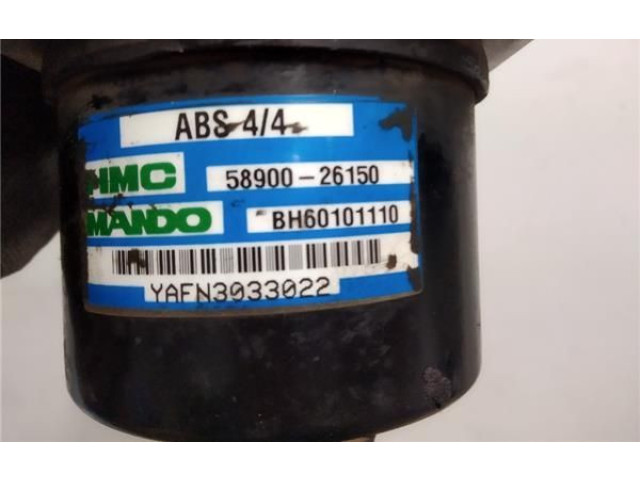 ABS 4/4
HMC 58900-26150
MANDO BH60101110
YAFN3033022